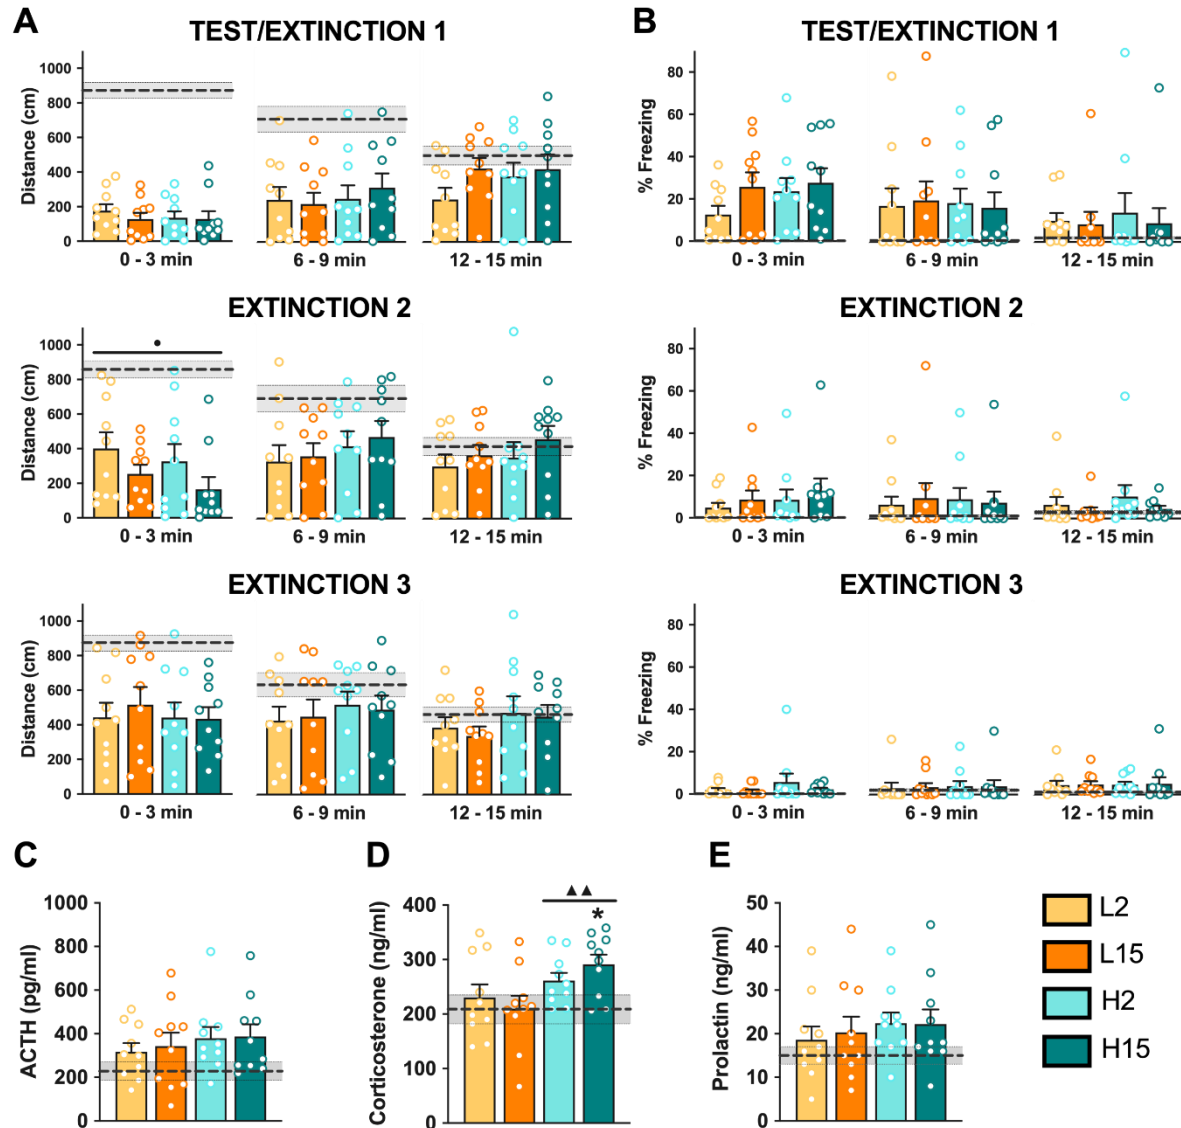 A
TEST/EXTINCTION 1
B
TEST/EXTINCTION 1
Distance (cm)
1000
800
600
400
200
0
0 - 3 min
6 - 9 min
12 - 15 min
% Freezing
80
60
40
20
0
0 - 3 min
6 - 9 min
12 - 15 min
EXTINCTION 2
EXTINCTION 2
Distance (cm)
1000
800
600
400
200
0
•
0 - 3 min
6 - 9 min
12 - 15 min
% Freezing
80
60
40
20
0
0 - 3 min
6 - 9 min
12 - 15 min
EXTINCTION 3
EXTINCTION 3
Distance (cm)
1000
800
600
400
200
0
0 - 3 min
6 - 9 min
12 - 15 min
% Freezing
80
60
40
20
0
0 - 3 min
6 - 9 min
12 - 15 min
C
ACTH (pg/ml)
1000
800
600
400
200
0
D
Corticosterone (ng/ml)
400
300
200
100
0
▲▲
*
E
Prolactin (ng/ml)
50
40
30
20
10
0
L2
L15
H2
H15